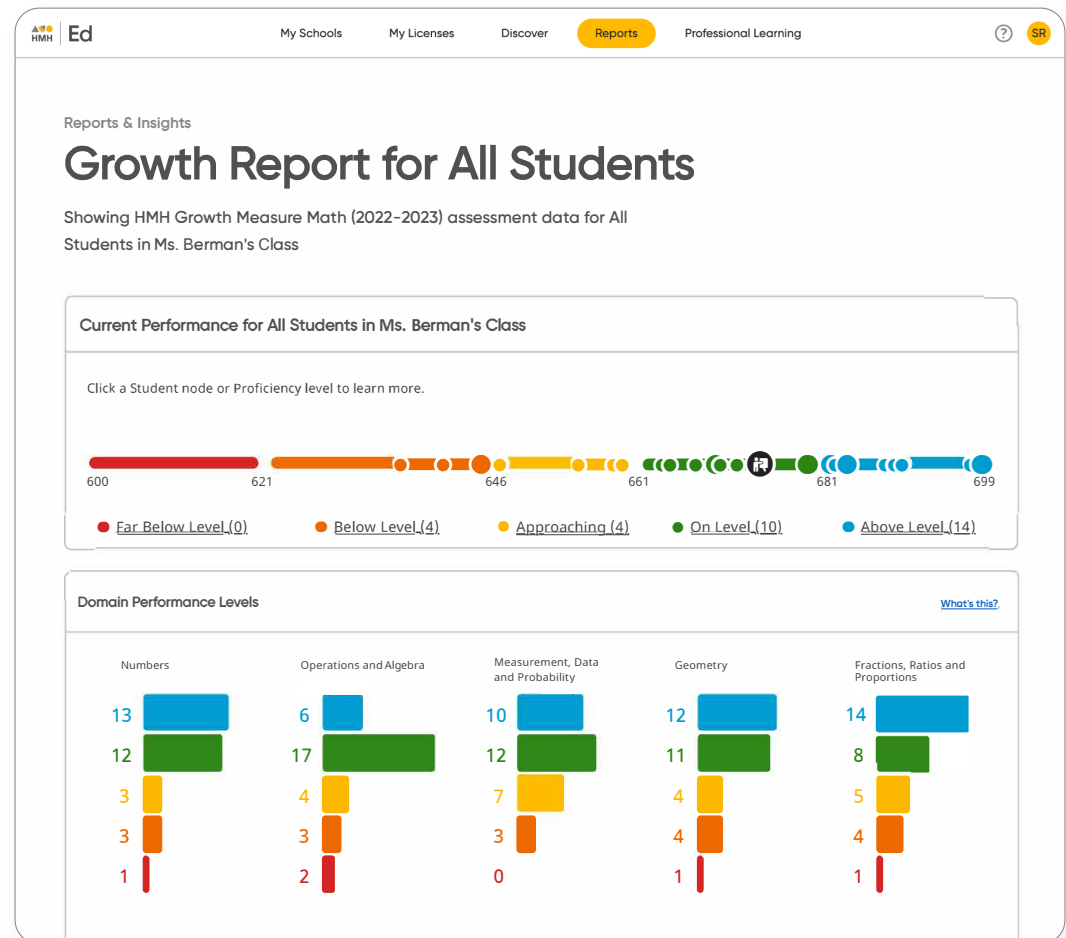 HMH Ed My Schools My Licenses Discover Reports Professional Learning ? SR
Reports & Insights
Growth Report for All Students
Showing HMH Growth Measure Math (2022-2023) assessment data for All
Students in Ms. Berman's Class
Current Performance for All Students in Ms. Berman's Class
Click a Student node or Proficiency level to learn more.
600 621 646 661 681 699
Far Below Level (0) Below Level (4) Approaching (4) On Level (10) Above Level (14)
Domain Performance Levels What's this?
Numbers
13
12
3
3
1
Operations and Algebra
6
17
4
3
2
Measurement, Data
and Probability
10
12
7
3
0
Geometry
12
11
4
4
1
Fractions, Ratios and
Proportions
14
8
5
4
1